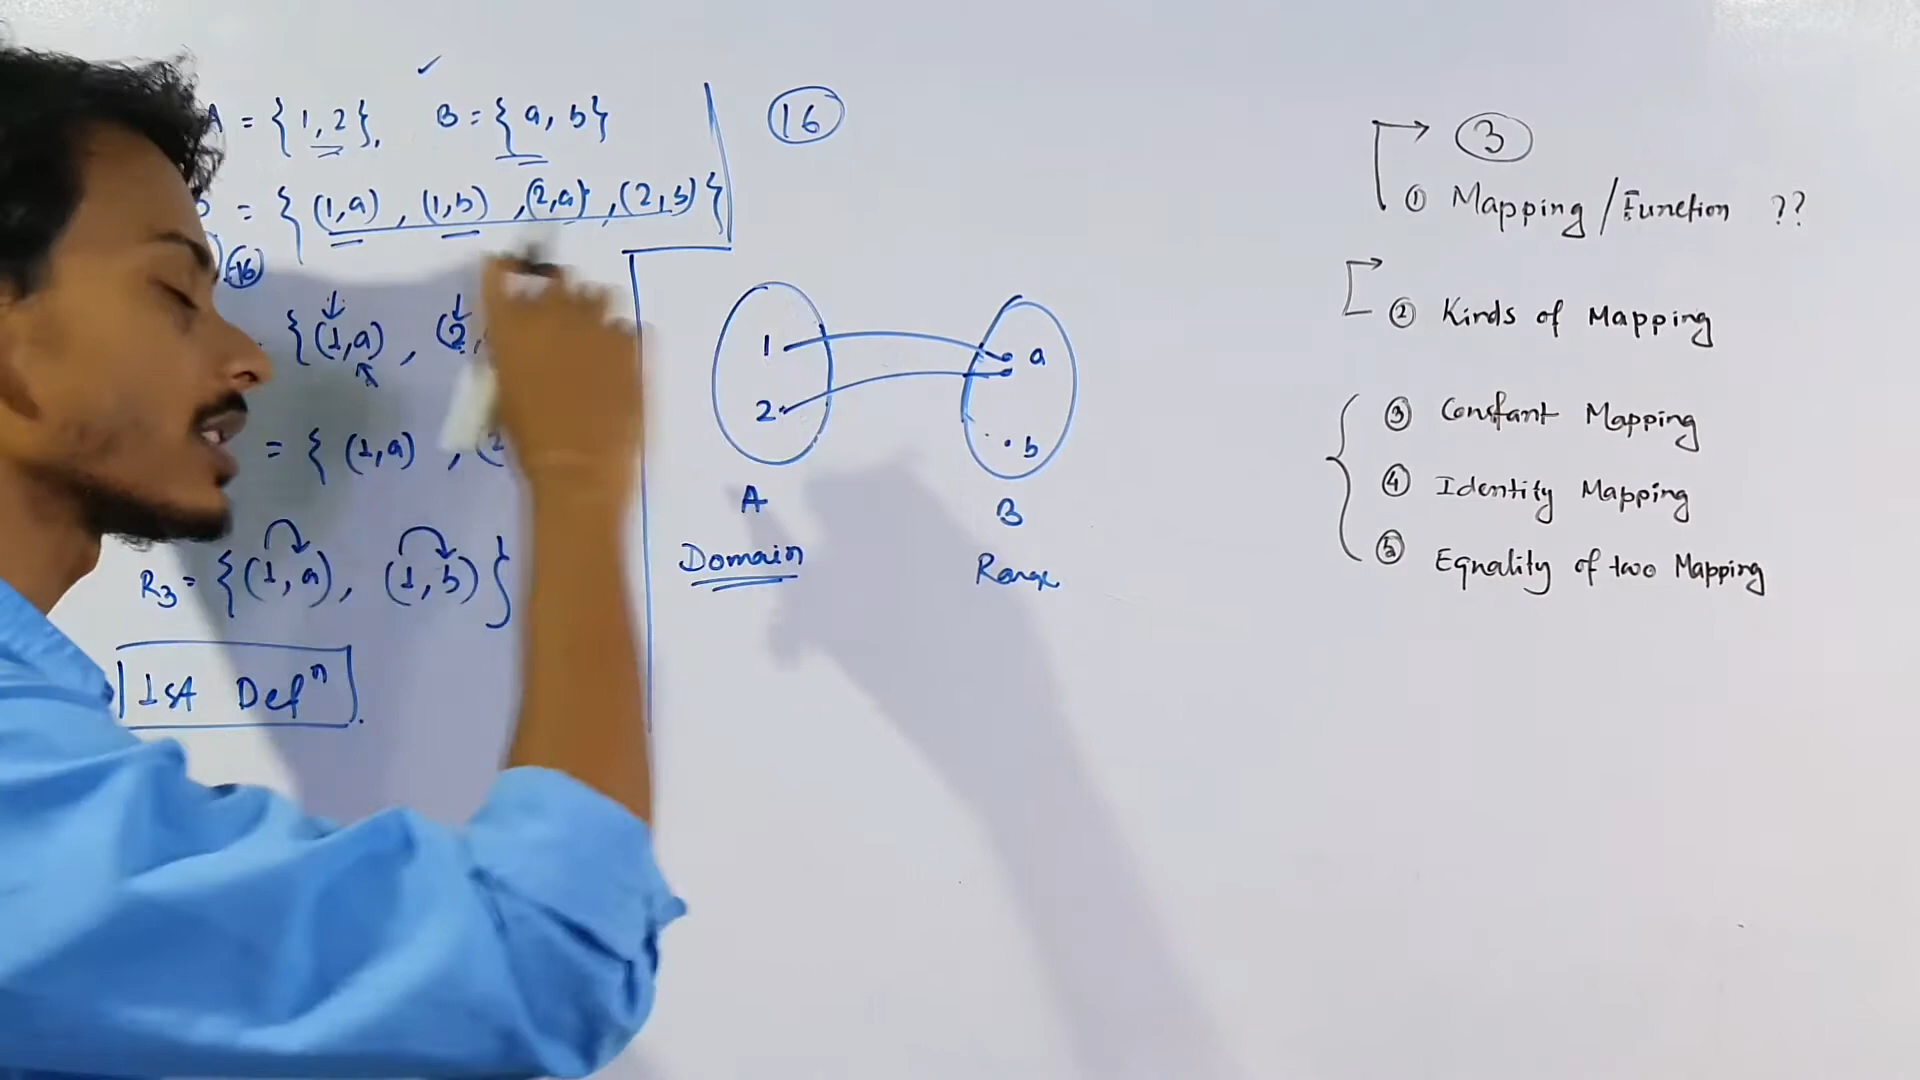 A = {1,2}. B = {a, b}
= {(1,a), (1,b), (2,a), (2,b)}
16
{(1,a), (2,
= {(1,a), (2
R3 = {(1,a), (1,b)}
1st Defn.
16
1
2
a
b
A
B
Domain
Range
3
① Mapping/Function ??
② Kinds of Mapping
③ Constant Mapping
④ Identity Mapping
⑤ Equality of two Mapping